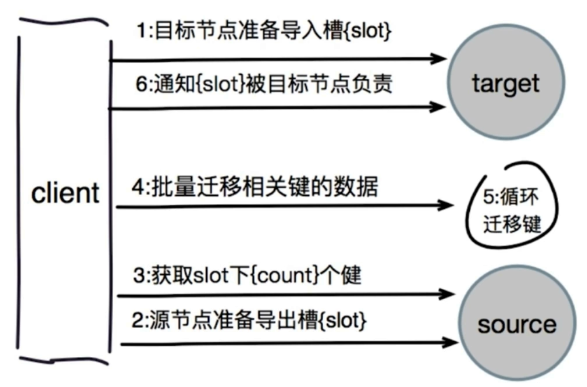 1:目标节点准备导入槽{slot}
6:通知{slot}被目标节点负责
target
client
4:批量迁移相关键的数据
5:循环
迁移键
3:获取slot下{count}个健
2:源节点准备导出槽{slot}
source